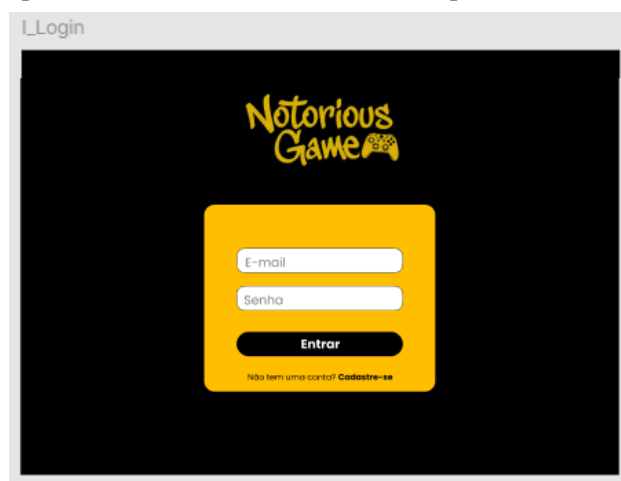 I_Login
Notorious
Game
E-mail
Senha
Entrar
Não tem uma conta? Cadastre-se